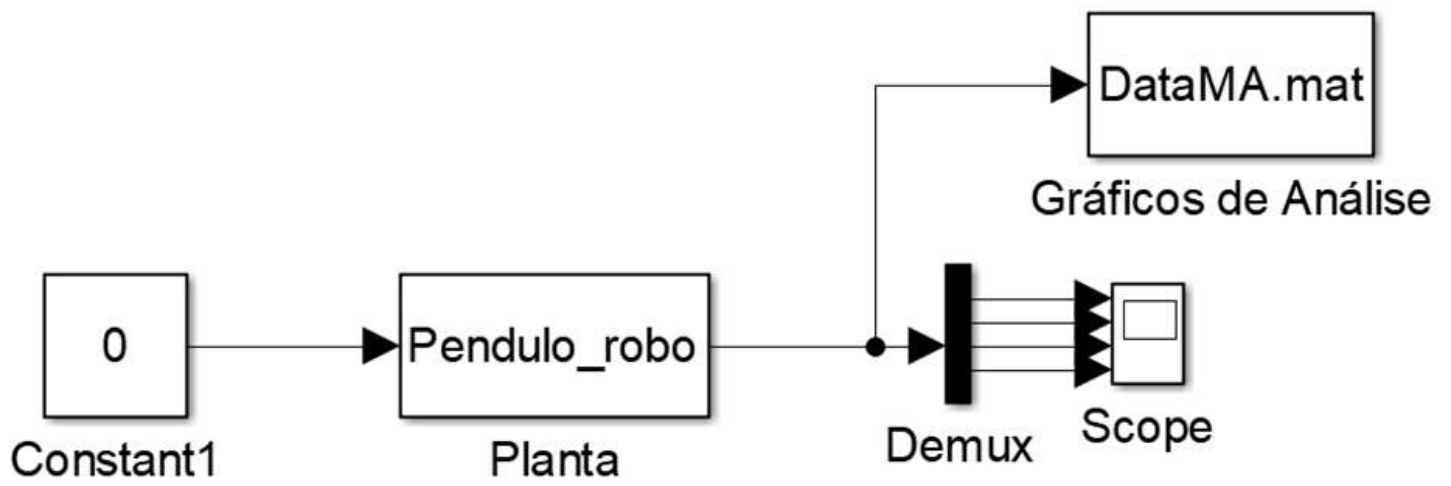 DataMA.mat
Gráficos de Análise
0
Pendulo_robo
Constant1
Planta
Demux
Scope